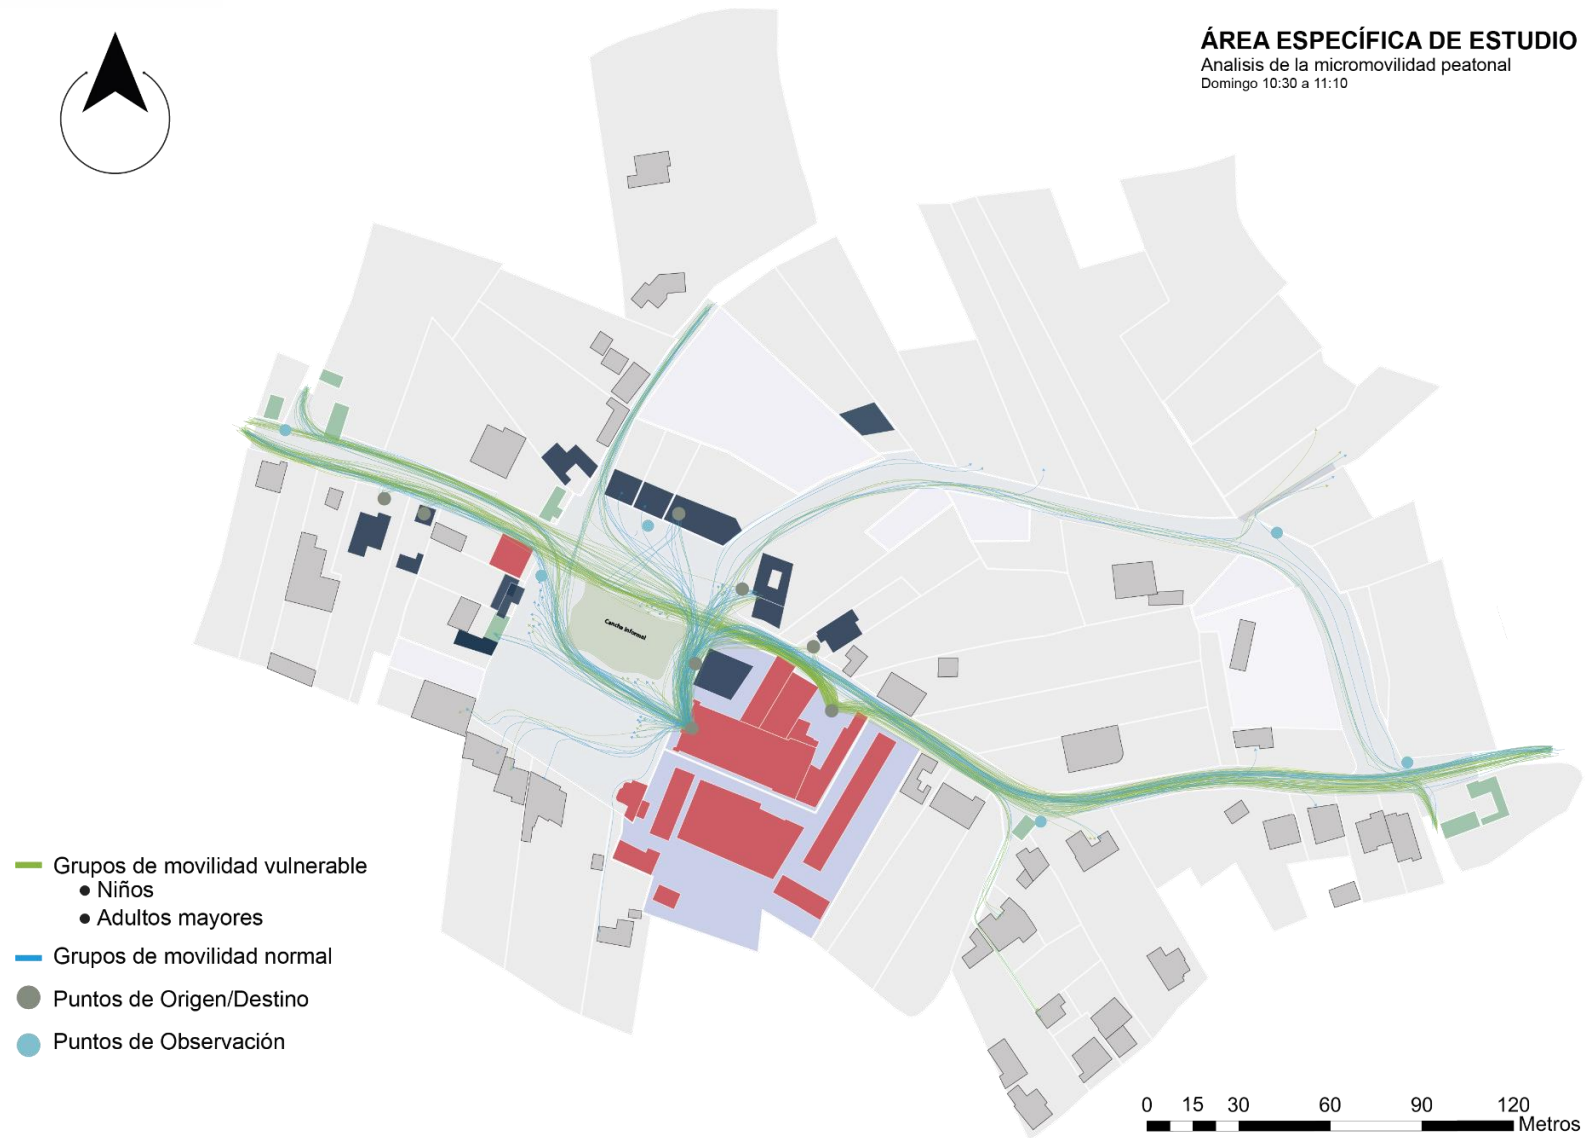 ÁREA ESPECÍFICA DE ESTUDIO
Analisis de la micromovilidad peatonal
Domingo 10:30 a 11:10
Cancha Informal
Grupos de movilidad vulnerable
● Niños
● Adultos mayores
Grupos de movilidad normal
Puntos de Origen/Destino
Puntos de Observación
0 15 30 60 90 120
Metros